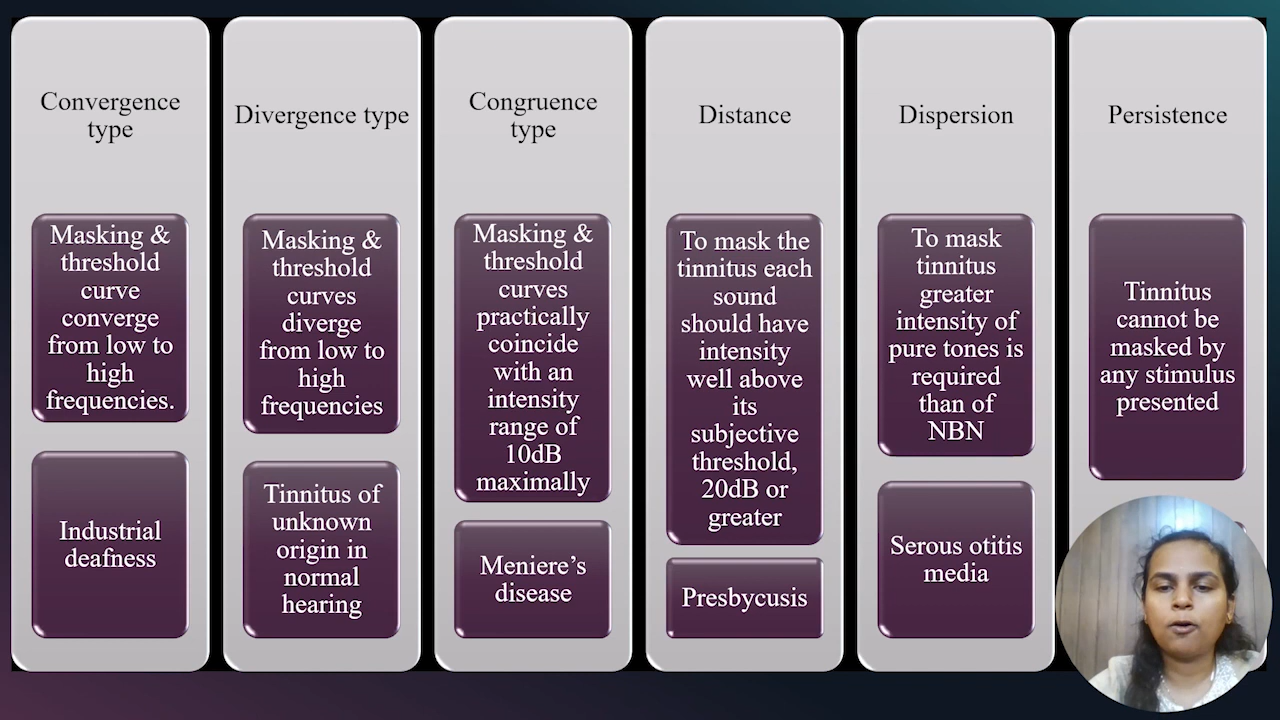 Convergence
type
Masking &
threshold
curve
converge
from low to
high
frequencies.
Industrial
deafness
Divergence type
Masking &
threshold
curves
diverge
from low to
high
frequencies
Tinnitus of
unknown
origin in
normal
hearing
Congruence
type
Masking &
threshold
curves
practically
coincide
with an
intensity
range of
10dB
maximally
Meniere’s
disease
Distance
To mask the
tinnitus each
sound
should have
intensity
well above
its
subjective
threshold,
20dB or
greater
Presbycusis
Dispersion
To mask
tinnitus
greater
intensity of
pure tones is
required
than of
NBN
Serous otitis
media
Persistence
Tinnitus
cannot be
masked by
any stimulus
presented